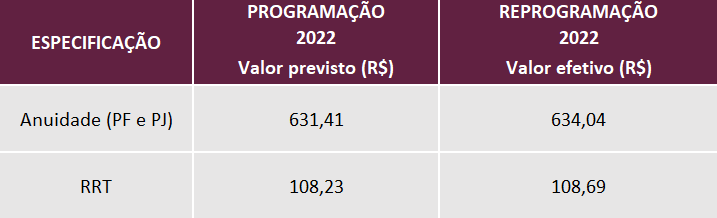 ESPECIFICAÇÃO
PROGRAMAÇÃO
2022
Valor previsto (R$)
REPROGRAMAÇÃO
2022
Valor efetivo (R$)
Anuidade (PF e PJ)
631,41
634,04
RRT
108,23
108,69